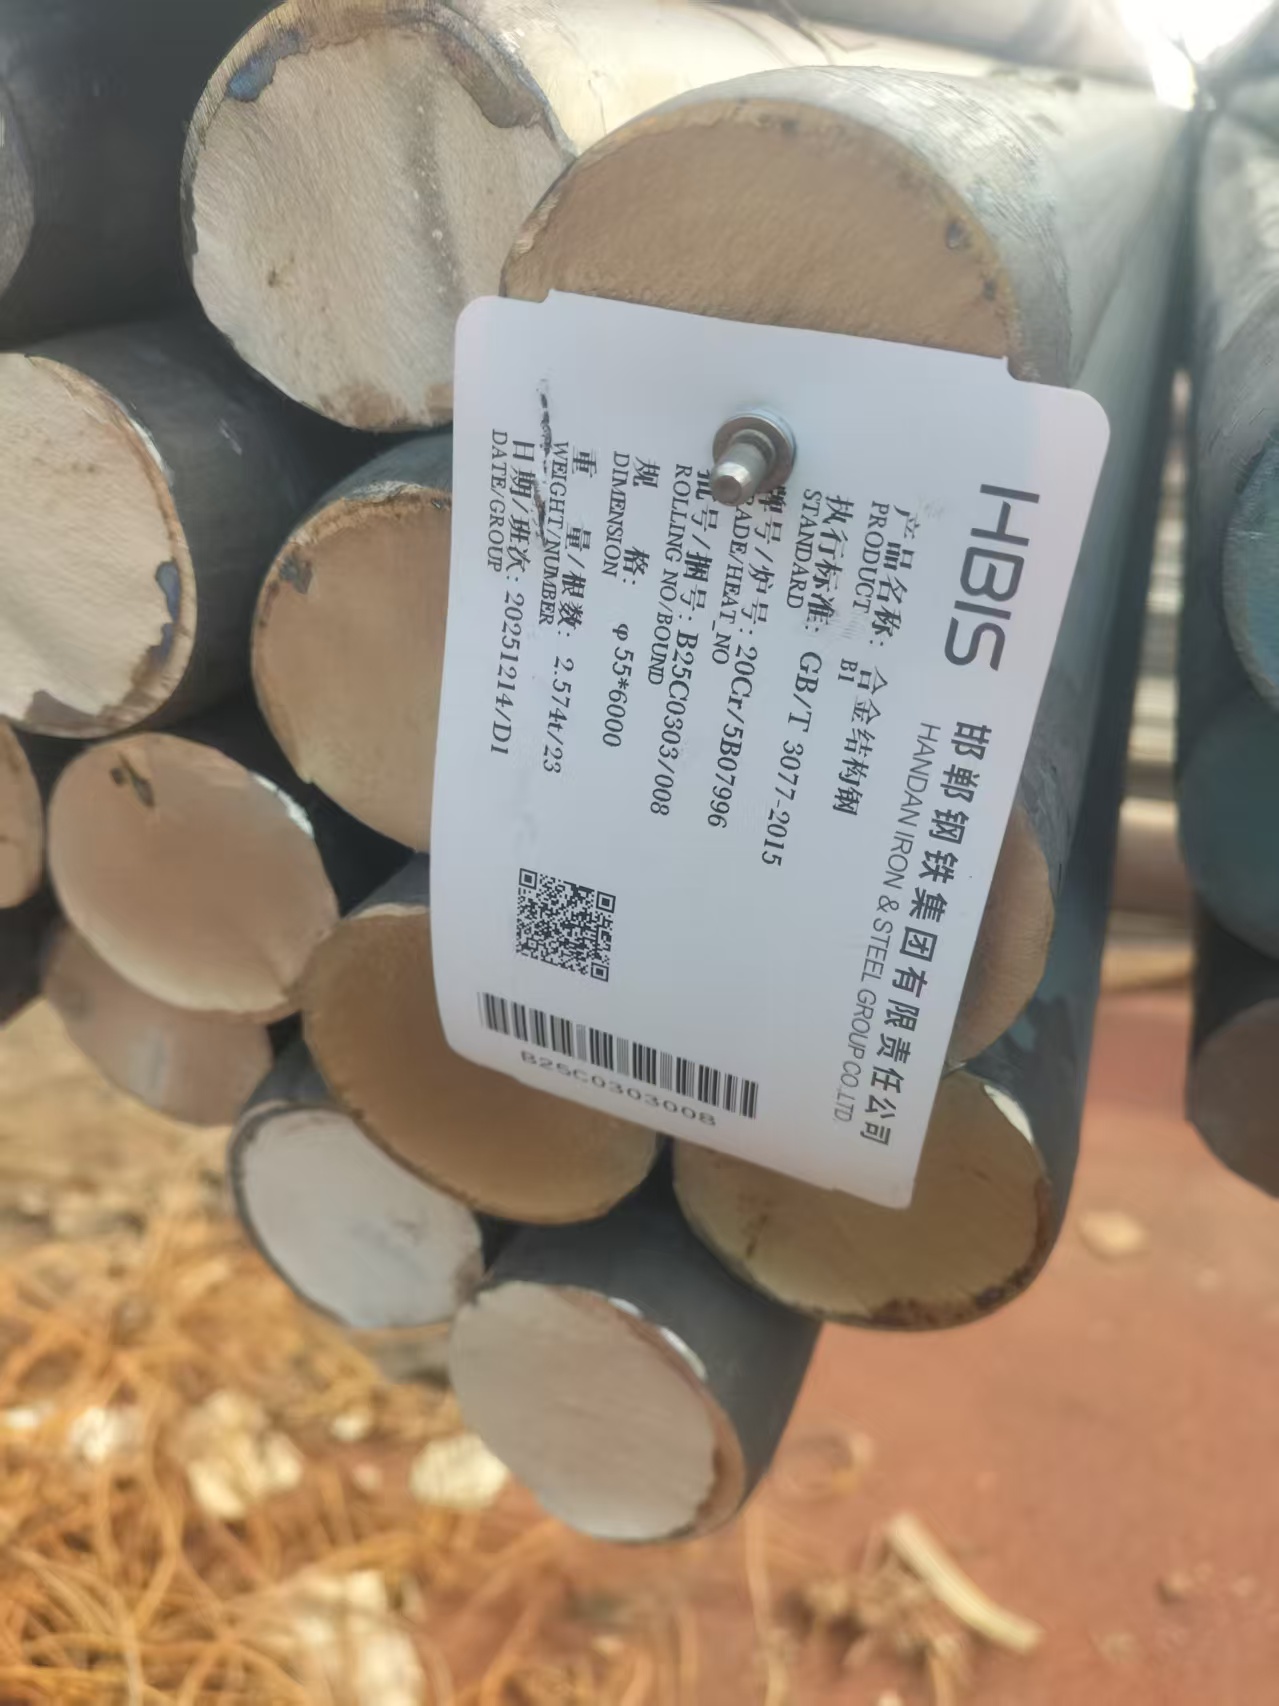 HBIS 邯郸钢铁集团有限责任公司
HANDAN IRON & STEEL GROUP CO.,LTD.
产品名称: 合金结构钢
PRODUCT B1
执行标准: GB/T 3077-2015
STANDARD
牌号/炉号: 20Cr/5B07996
RADE/HEAT_NO
批号/捆号: B25C0303/008
ROLLING NO/BOUND
规 格: φ55*6000
DIMENSION
重 量/根数: 2.574t/23
WEIGHT/NUMBER
日期/班次: 20251214/D1
DATE/GROUP
B25C0303008